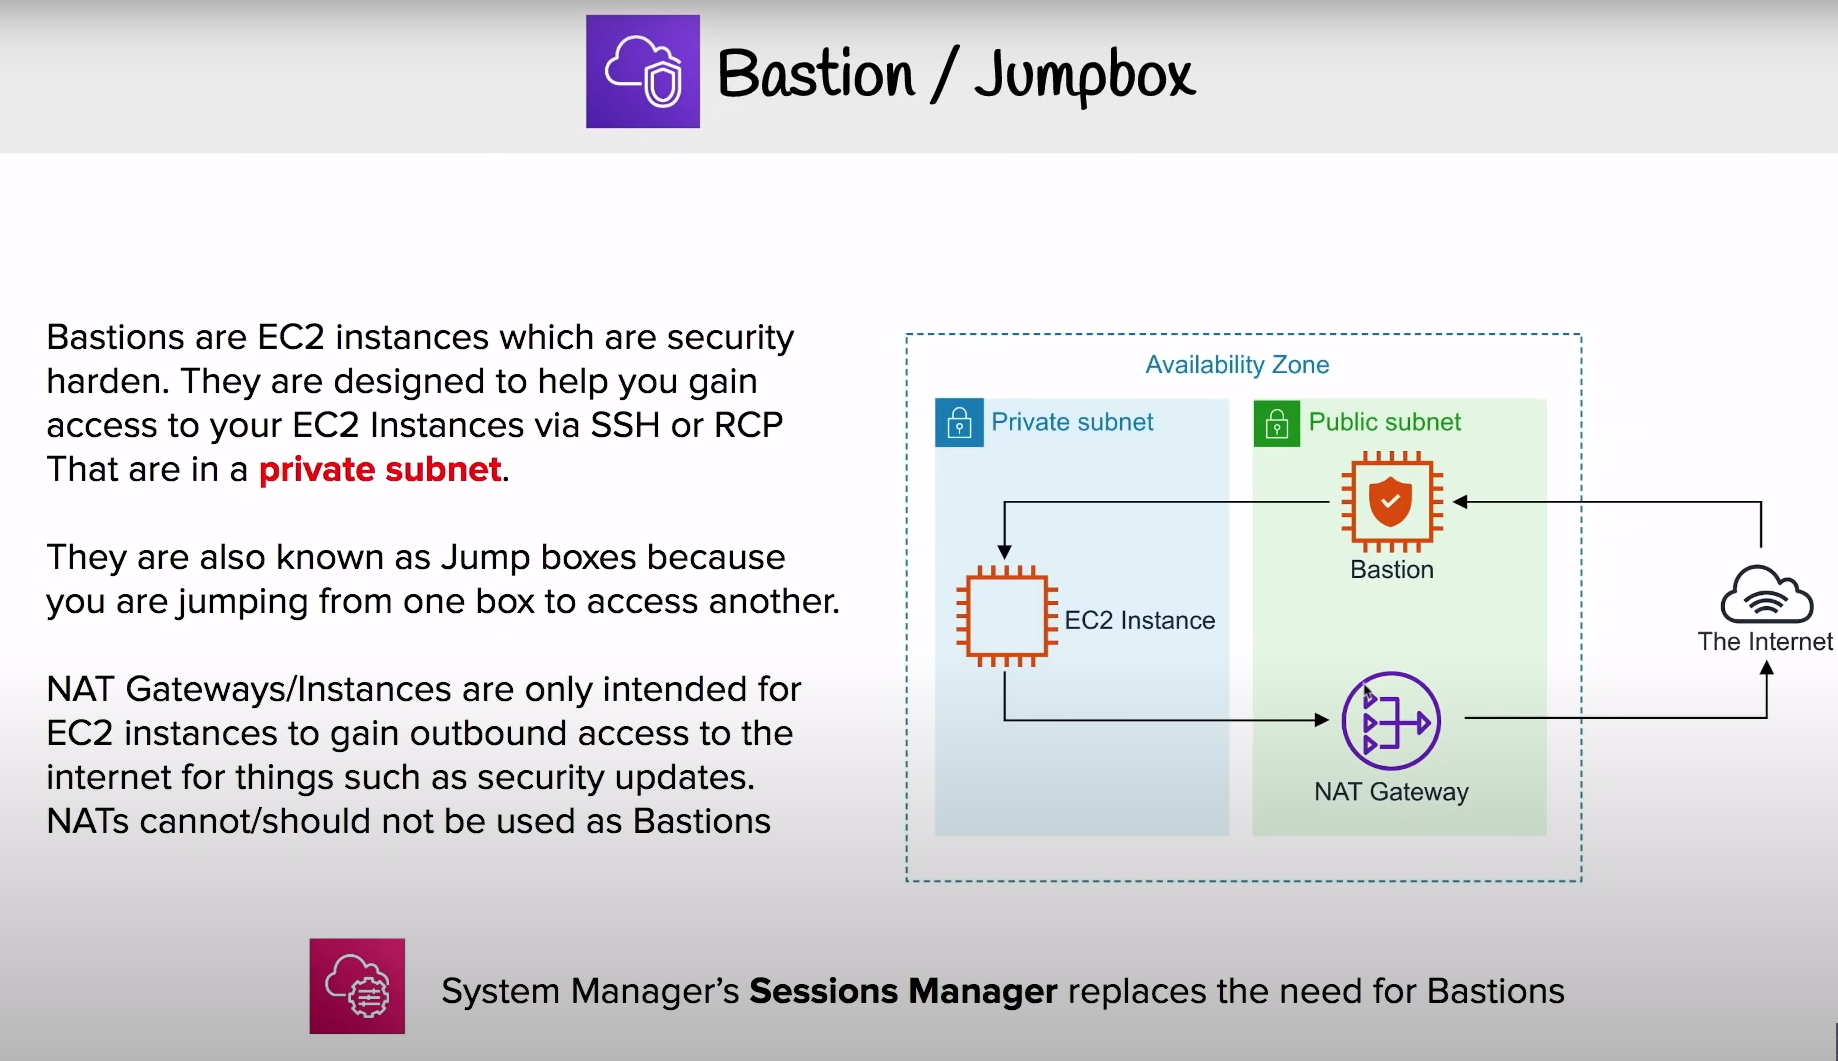 Bastion / Jumpbox
Bastions are EC2 instances which are security
harden. They are designed to help you gain
access to your EC2 Instances via SSH or RCP
That are in a private subnet.
They are also known as Jump boxes because
you are jumping from one box to access another.
NAT Gateways/Instances are only intended for
EC2 instances to gain outbound access to the
internet for things such as security updates.
NATs cannot/should not be used as Bastions
Availability Zone
Private subnet
Public subnet
Bastion
EC2 Instance
The Internet
NAT Gateway
System Manager’s Sessions Manager replaces the need for Bastions